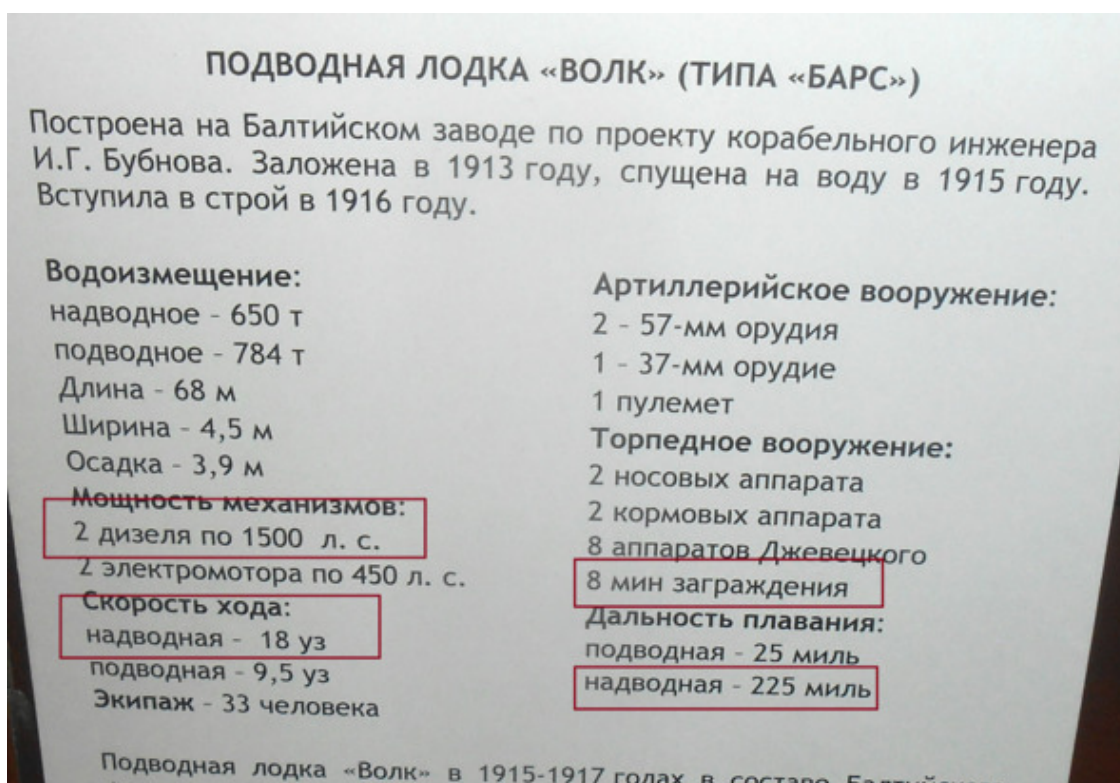 ПОДВОДНАЯ ЛОДКА «ВОЛК» (ТИПА «БАРС»)
Построена на Балтийском заводе по проекту корабельного инженера
И.Г. Бубнова. Заложена в 1913 году, спущена на воду в 1915 году.
Вступила в строй в 1916 году.
Водоизмещение:
надводное - 650 т
подводное - 784 т
Длина - 68 м
Ширина - 4,5 м
Осадка - 3,9 м
Мощность механизмов:
2 дизеля по 1500 л. с.
2 электромотора по 450 л. с.
Скорость хода:
надводная - 18 уз
подводная - 9,5 уз
Экипаж - 33 человека
Артиллерийское вооружение:
2 - 57-мм орудия
1 - 37-мм орудие
1 пулемет
Торпедное вооружение:
2 носовых аппарата
2 кормовых аппарата
8 аппаратов Джевецкого
8 мин заграждения
Дальность плавания:
подводная - 25 миль
надводная - 225 миль
Подводная лодка «Волк» в 1915-1917 годах в составе